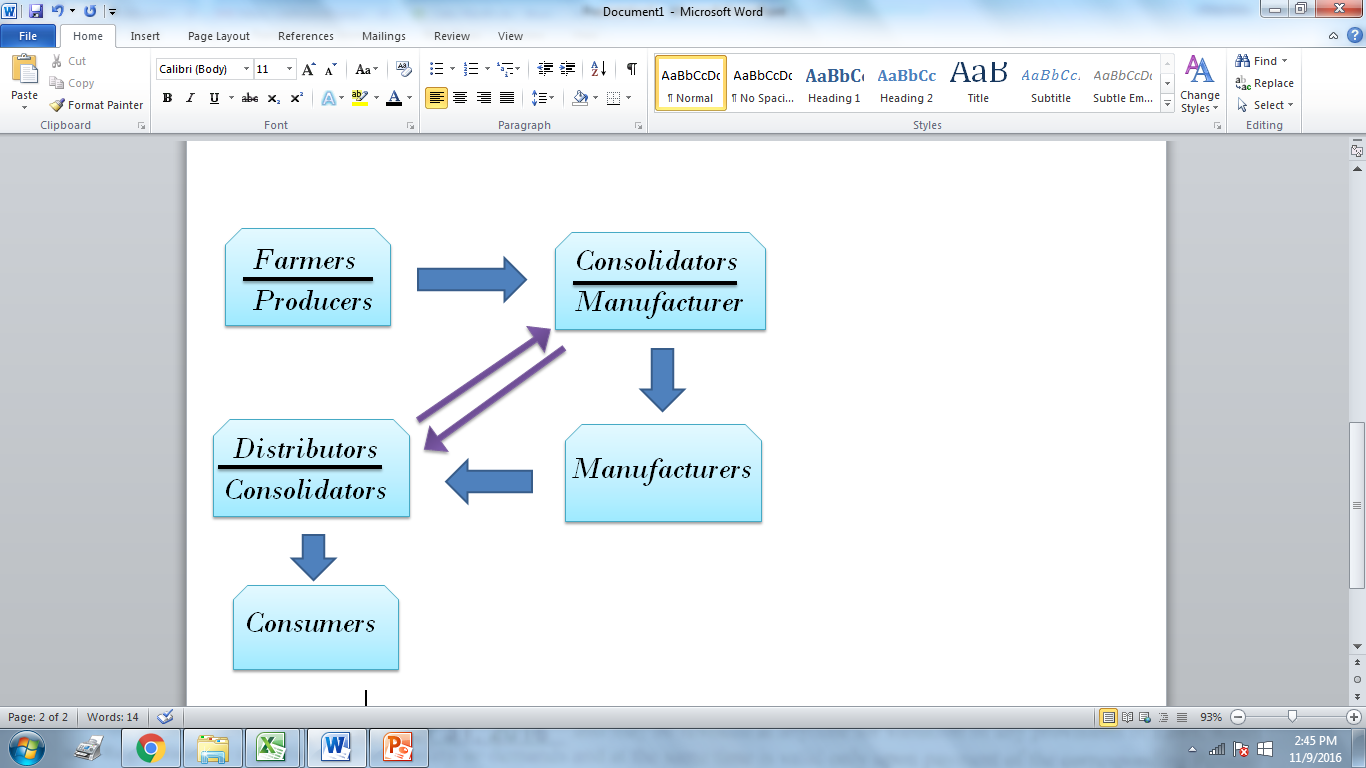 Document1 - Microsoft Word
File Home Insert Page Layout References Mailings Review View
Paste
Cut
Copy
Format Painter
Clipboard
Calibri (Body) 11
Font
Paragraph
AaBbCcDc AaBbCcDc AaBbCc AaBbCc AaB AaBbCc. AaBbCcDc
¶ Normal ¶ No Spaci... Heading 1 Heading 2 Title Subtitle Subtle Em...
Styles
Change
Styles
Find
Replace
Select
Editing
Farmers
Producers
Consolidators
Manufacturer
Distributors
Consolidators
Manufacturers
Consumers
Page: 2 of 2 Words: 14
93%
2:45 PM
11/9/2016